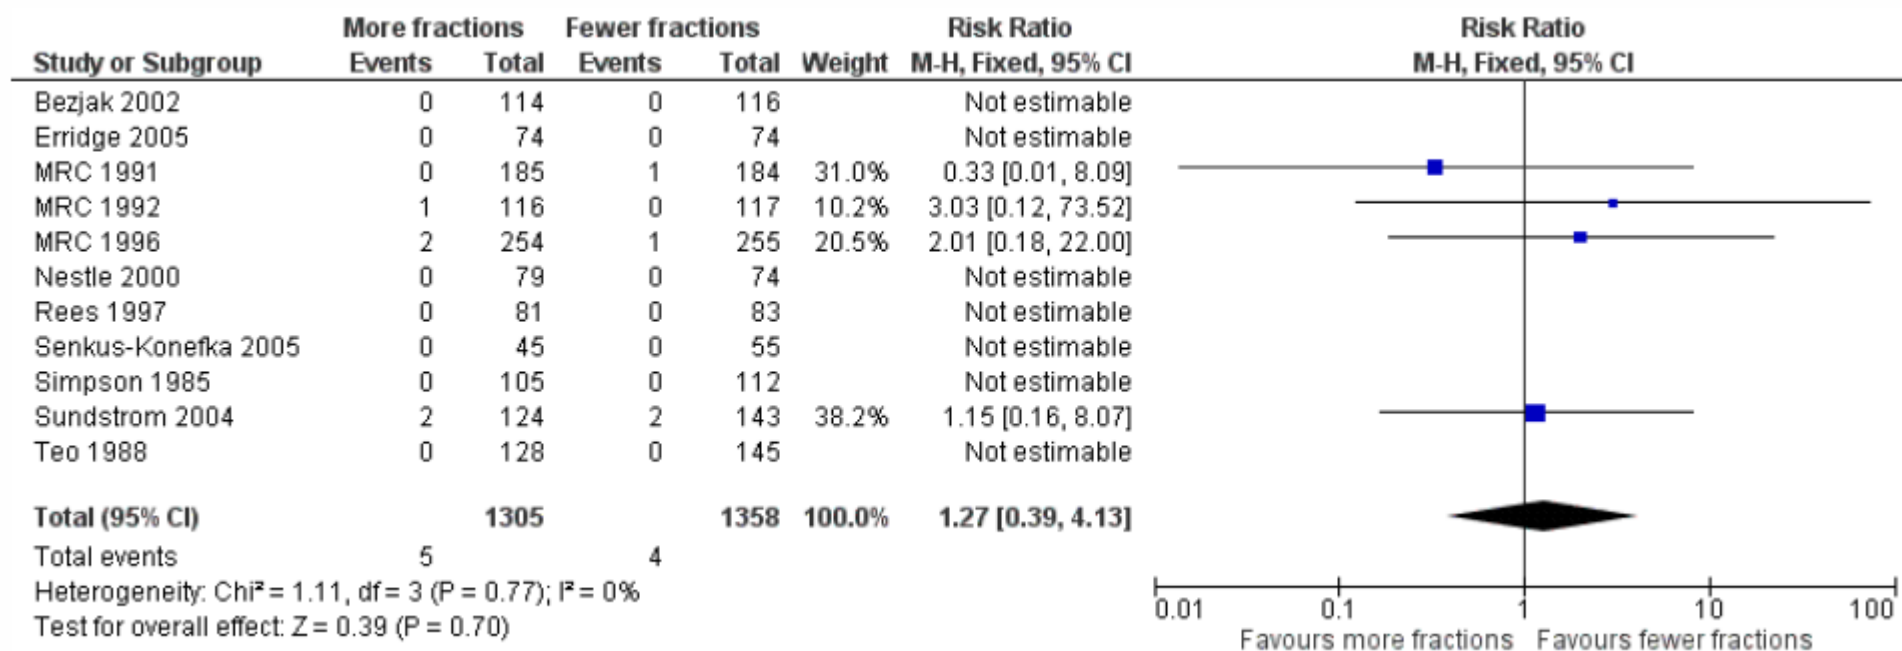 More fractions Fewer fractions Risk Ratio Risk Ratio
Study or Subgroup Events Total Events Total Weight M-H, Fixed, 95% CI M-H, Fixed, 95% CI
Bezjak 2002 0 114 0 116 Not estimable
Erridge 2005 0 74 0 74 Not estimable
MRC 1991 0 185 1 184 31.0% 0.33 [0.01, 8.09]
MRC 1992 1 116 0 117 10.2% 3.03 [0.12, 73.52]
MRC 1996 2 254 1 255 20.5% 2.01 [0.18, 22.00]
Nestle 2000 0 79 0 74 Not estimable
Rees 1997 0 81 0 83 Not estimable
Senkus-Konefka 2005 0 45 0 55 Not estimable
Simpson 1985 0 105 0 112 Not estimable
Sundstrom 2004 2 124 2 143 38.2% 1.15 [0.16, 8.07]
Teo 1988 0 128 0 145 Not estimable
Total (95% CI) 1305 1358 100.0% 1.27 [0.39, 4.13]
Total events 5 4
Heterogeneity: Chi² = 1.11, df = 3 (P = 0.77); I² = 0%
Test for overall effect: Z = 0.39 (P = 0.70)
0.01 0.1 1 10 100
Favours more fractions Favours fewer fractions